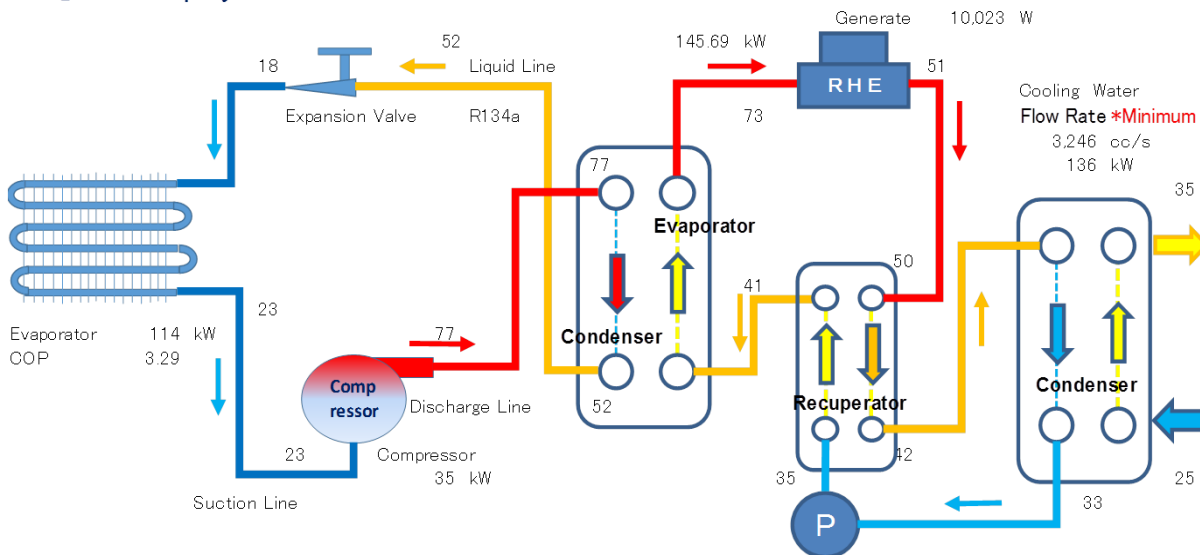 Generate 10,023 W
52
145.69 kW
18
Liquid Line
RHE
51
Cooling Water
Expansion Valve
R134a
73
Flow Rate *Minimum
3,246 cc/s
136 kW
77
35
Evaporator
50
41
23
Evaporator 114 kW
COP 3.29
77
Condenser
Condenser
Comp
ressor
Discharge Line
52
Recuperator
23
Compressor
35 kW
42
35
25
Suction Line
33
P